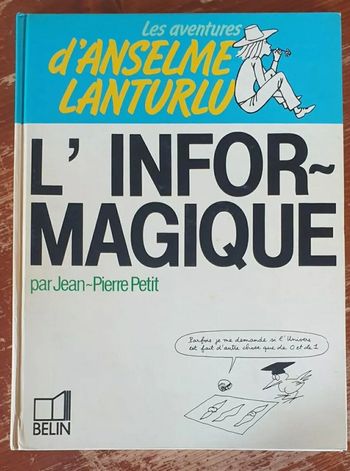 Les aventures
d'ANSELME
LANTURLU
L' INFOR~
MAGIQUE
par Jean~Pierre Petit
Parfois je me demande si l'Univers
est fait d'autre chose que de 0 et de 1
BELIN